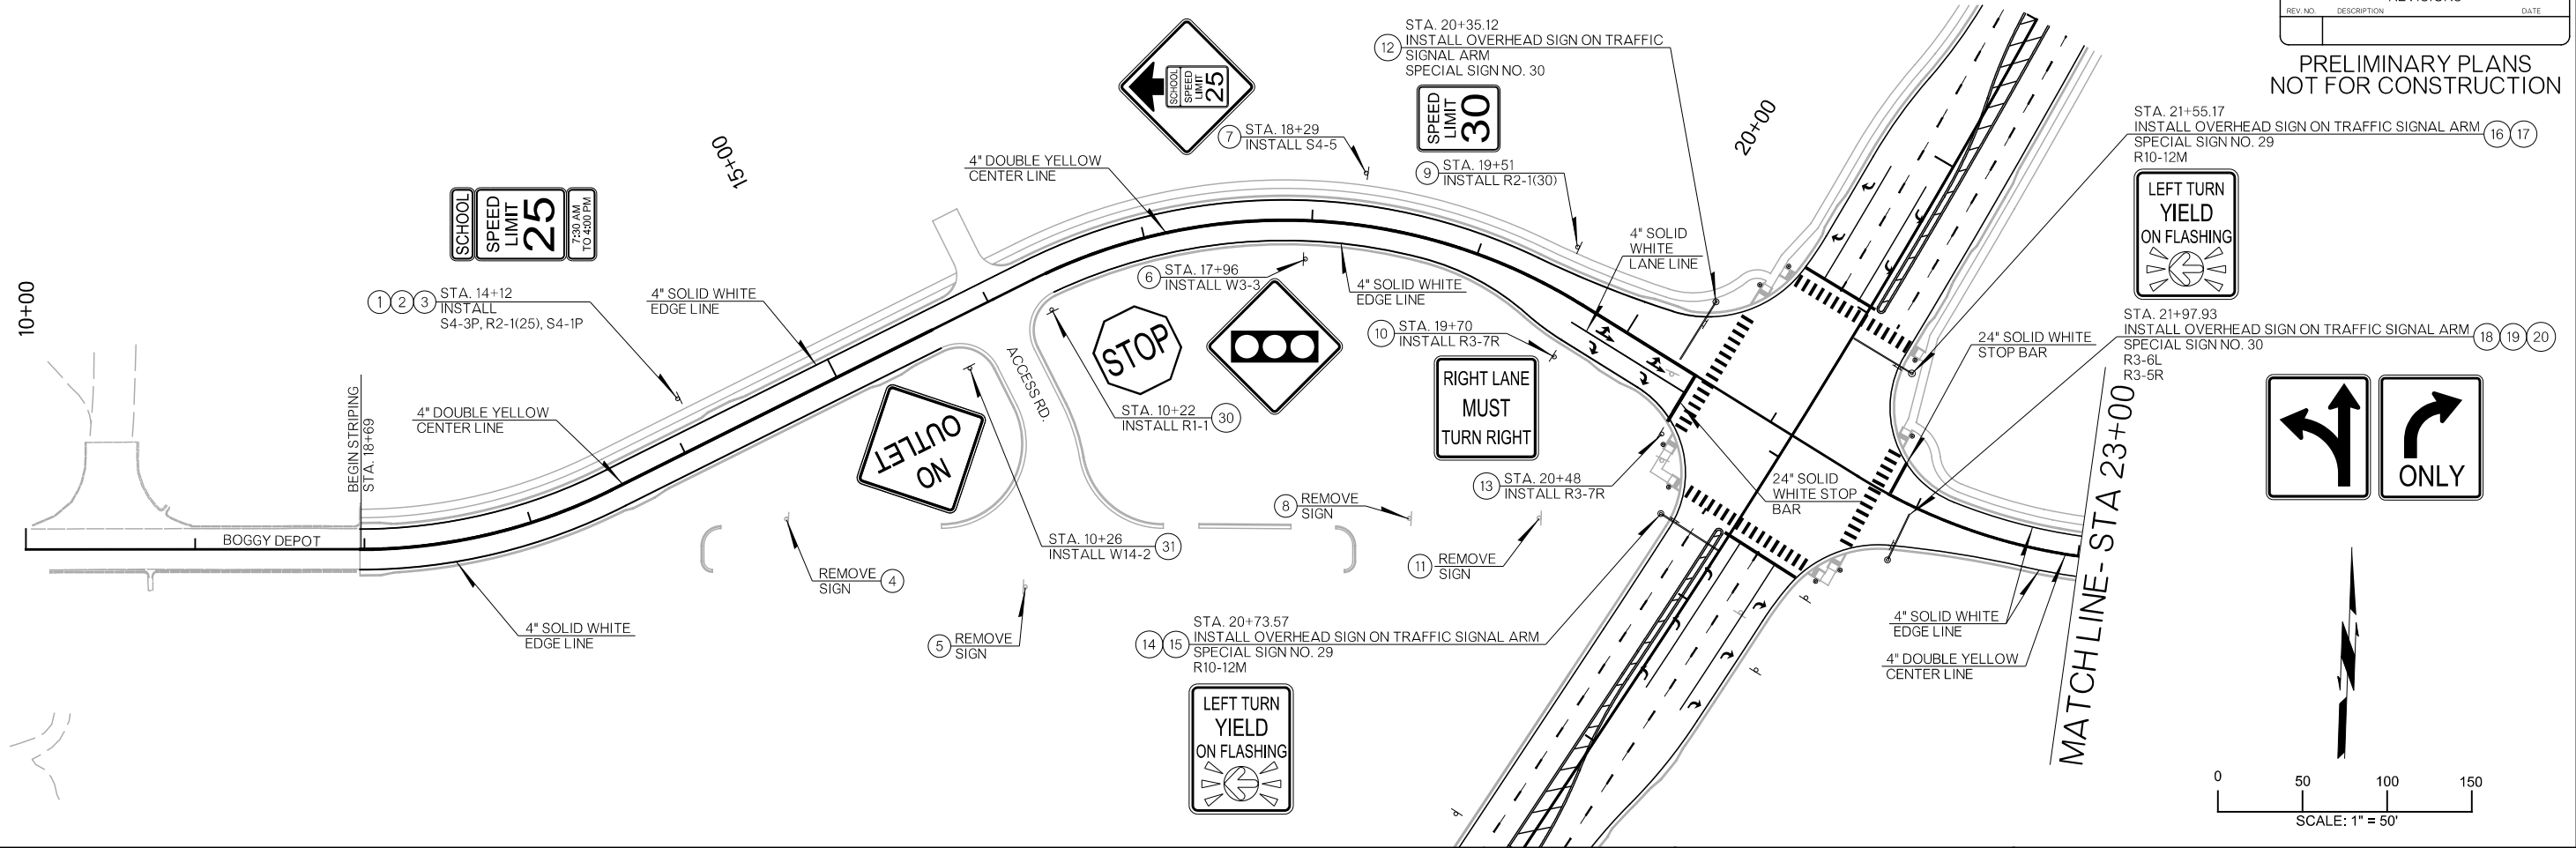 REVISIONS
REV. NO. DESCRIPTION DATE
PRELIMINARY PLANS
NOT FOR CONSTRUCTION
10+00
15+00
20+00
SCHOOL
SPEED
LIMIT
25
7:30 AM
TO 4:00 PM
1 2 3 STA. 14+12
INSTALL
S4-3P, R2-1(25), S4-1P
4" SOLID WHITE
EDGE LINE
4" DOUBLE YELLOW
CENTER LINE
BEGIN STRIPING
STA. 18+69
BOGGY DEPOT
4" SOLID WHITE
EDGE LINE
4" DOUBLE YELLOW
CENTER LINE
SCHOOL
SPEED
LIMIT
25
7 STA. 18+29
INSTALL S4-5
12 STA. 20+35.12
INSTALL OVERHEAD SIGN ON TRAFFIC
SIGNAL ARM
SPECIAL SIGN NO. 30
SPEED
LIMIT
30
9 STA. 19+51
INSTALL R2-1(30)
6 STA. 17+96
INSTALL W3-3
4" SOLID WHITE
EDGE LINE
4" SOLID
WHITE
LANE LINE
ACCESS RD.
STOP
STA. 10+22
INSTALL R1-1 30
NO
OUTLET
STA. 10+26
INSTALL W14-2 31
REMOVE
SIGN 4
5 REMOVE
SIGN
8 REMOVE
SIGN
11 REMOVE
SIGN
10 STA. 19+70
INSTALL R3-7R
RIGHT LANE
MUST
TURN RIGHT
13 STA. 20+48
INSTALL R3-7R
24" SOLID
WHITE STOP
BAR
14 15 STA. 20+73.57
INSTALL OVERHEAD SIGN ON TRAFFIC SIGNAL ARM
SPECIAL SIGN NO. 29
R10-12M
LEFT TURN
YIELD
ON FLASHING
STA. 21+55.17
INSTALL OVERHEAD SIGN ON TRAFFIC SIGNAL ARM 16 17
SPECIAL SIGN NO. 29
R10-12M
LEFT TURN
YIELD
ON FLASHING
24" SOLID WHITE
STOP BAR
STA. 21+97.93
INSTALL OVERHEAD SIGN ON TRAFFIC SIGNAL ARM 18 19 20
SPECIAL SIGN NO. 30
R3-6L
R3-5R
ONLY
4" SOLID WHITE
EDGE LINE
4" DOUBLE YELLOW
CENTER LINE
MATCH LINE- STA 23+00
0 50 100 150
SCALE: 1" = 50'